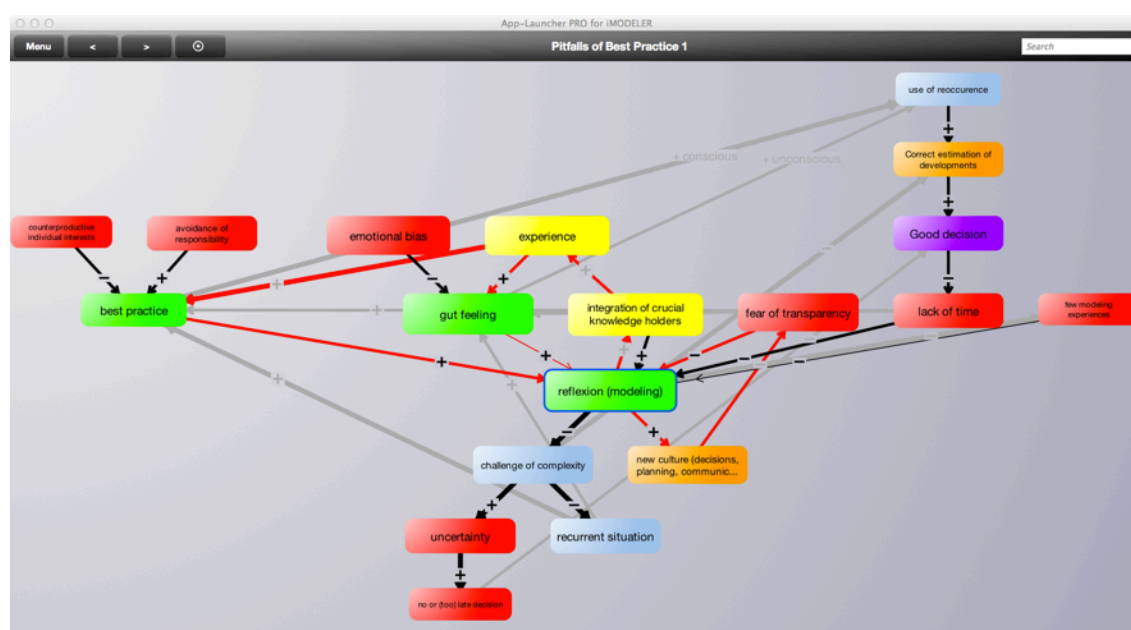 App-Launcher PRO for iMODELER
Menu < >
Pitfalls of Best Practice 1
Search
use of reoccurence
+
+ conscious
+ unconscious
Correct estimation of
developments
+
counterproductive
individual interests
avoidance of
responsibility
emotional bias
experience
Good decision
–
–
+
–
+
+
+
–
best practice
gut feeling
integration of crucial
knowledge holders
fear of transparency
lack of time
few modeling
experiences
+
+
+
+
+
–
–
–
–
–
+
+
reflexion (modeling)
–
+
challenge of complexity
new culture (decisions,
planning, communic...
+
–
uncertainty
recurrent situation
+
no or (too) late decision